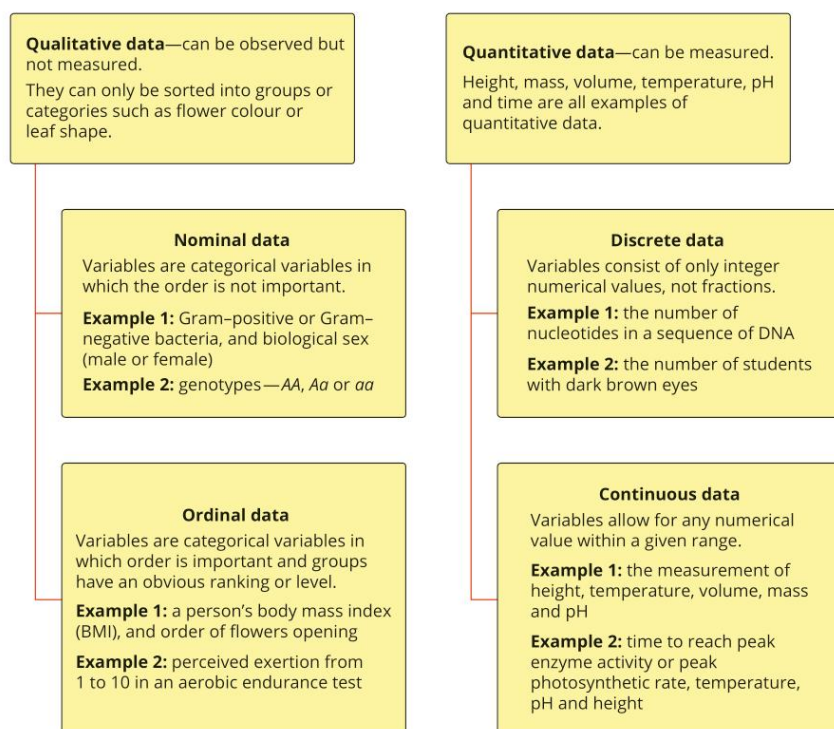 Qualitative data—can be observed but
not measured.
They can only be sorted into groups or
categories such as flower colour or
leaf shape.
Nominal data
Variables are categorical variables in
which the order is not important.
Example 1: Gram–positive or Gram–
negative bacteria, and biological sex
(male or female)
Example 2: genotypes—AA, Aa or aa
Ordinal data
Variables are categorical variables in
which order is important and groups
have an obvious ranking or level.
Example 1: a person’s body mass index
(BMI), and order of flowers opening
Example 2: perceived exertion from
1 to 10 in an aerobic endurance test
Quantitative data—can be measured.
Height, mass, volume, temperature, pH
and time are all examples of
quantitative data.
Discrete data
Variables consist of only integer
numerical values, not fractions.
Example 1: the number of
nucleotides in a sequence of DNA
Example 2: the number of students
with dark brown eyes
Continuous data
Variables allow for any numerical
value within a given range.
Example 1: the measurement of
height, temperature, volume, mass
and pH
Example 2: time to reach peak
enzyme activity or peak
photosynthetic rate, temperature,
pH and height